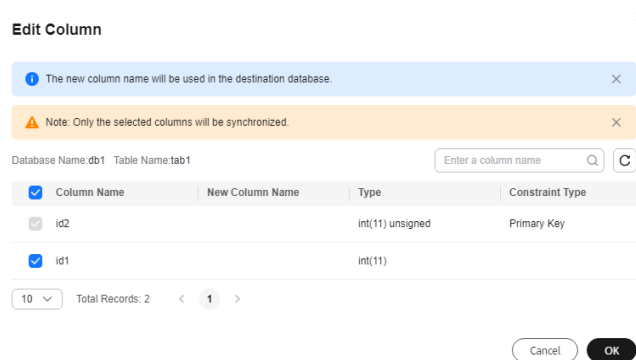 Edit Column
The new column name will be used in the destination database.
Note: Only the selected columns will be synchronized.
Database Name:db1 Table Name:tab1 Enter a column name
Column Name New Column Name Type Constraint Type
id2 int(11) unsigned Primary Key
id1 int(11)
10 Total Records: 2 < 1 >
Cancel OK